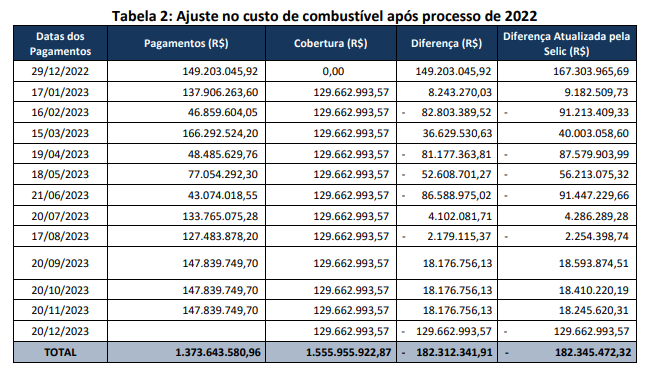 Tabela 2: Ajuste no custo de combustível após processo de 2022
Datas dos Pagamentos Pagamentos (R$) Cobertura (R$) Diferença (R$) Diferença Atualizada pela Selic (R$)
29/12/2022 149.203.045,92 0,00 149.203.045,92 167.303.965,69
17/01/2023 137.906.263,60 129.662.993,57 8.243.270,03 9.182.509,73
16/02/2023 46.859.604,05 129.662.993,57 - 82.803.389,52 - 91.213.409,33
15/03/2023 166.292.524,20 129.662.993,57 36.629.530,63 40.003.058,60
19/04/2023 48.485.629,76 129.662.993,57 - 81.177.363,81 - 87.579.903,99
18/05/2023 77.054.292,30 129.662.993,57 - 52.608.701,27 - 56.213.075,32
21/06/2023 43.074.018,55 129.662.993,57 - 86.588.975,02 - 91.447.229,66
20/07/2023 133.765.075,28 129.662.993,57 4.102.081,71 4.286.289,28
17/08/2023 127.483.878,20 129.662.993,57 - 2.179.115,37 - 2.254.398,74
20/09/2023 147.839.749,70 129.662.993,57 18.176.756,13 18.593.874,51
20/10/2023 147.839.749,70 129.662.993,57 18.176.756,13 18.410.220,19
20/11/2023 147.839.749,70 129.662.993,57 18.176.756,13 18.245.620,31
20/12/2023 129.662.993,57 - 129.662.993,57 - 129.662.993,57
TOTAL 1.373.643.580,96 1.555.955.922,87 - 182.312.341,91 - 182.345.472,32